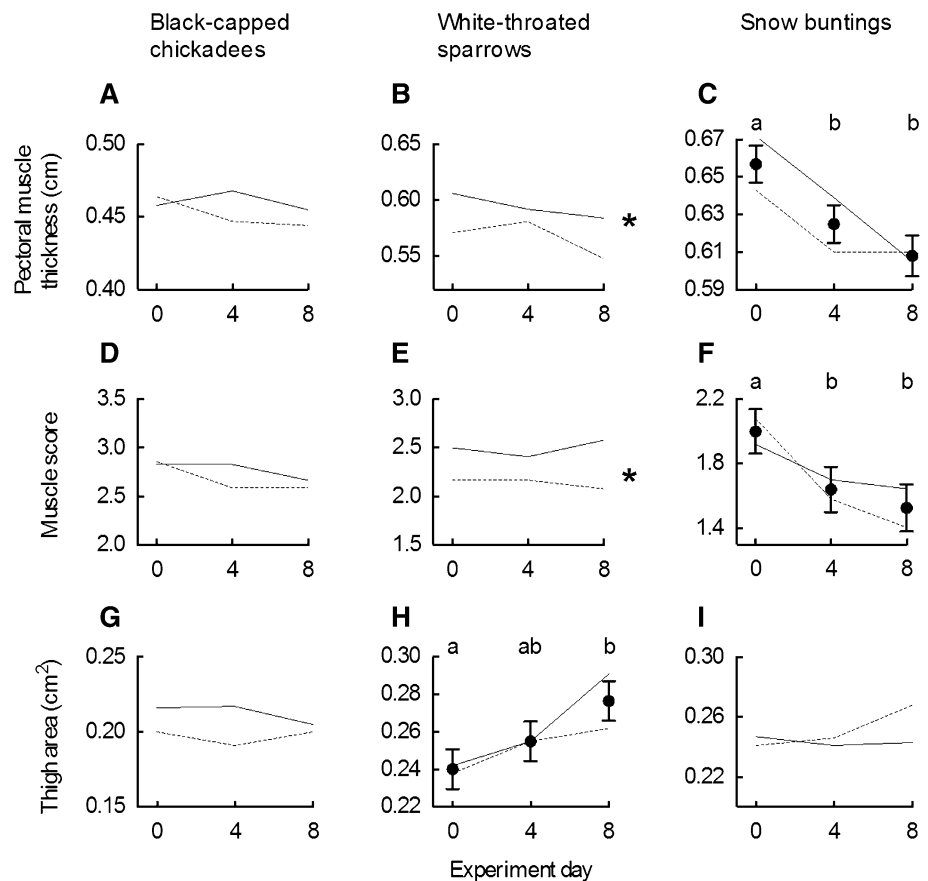 Black-capped
chickadees
White-throated
sparrows
Snow buntings
A
B
C
Pectoral muscle
thickness (cm)
0.50
0.45
0.40
0 4 8
0.65
0.60
0.55
*
0 4 8
a b b
0.67
0.65
0.63
0.61
0.59
0 4 8
D
E
F
Muscle score
3.5
3.0
2.5
2.0
0 4 8
3.0
2.5
2.0
1.5
*
0 4 8
a b b
2.2
1.8
1.4
0 4 8
G
H
I
Thigh area (cm²)
0.25
0.20
0.15
0 4 8
a ab b
0.30
0.28
0.26
0.24
0.22
0 4 8
0.30
0.26
0.22
0 4 8
Experiment day